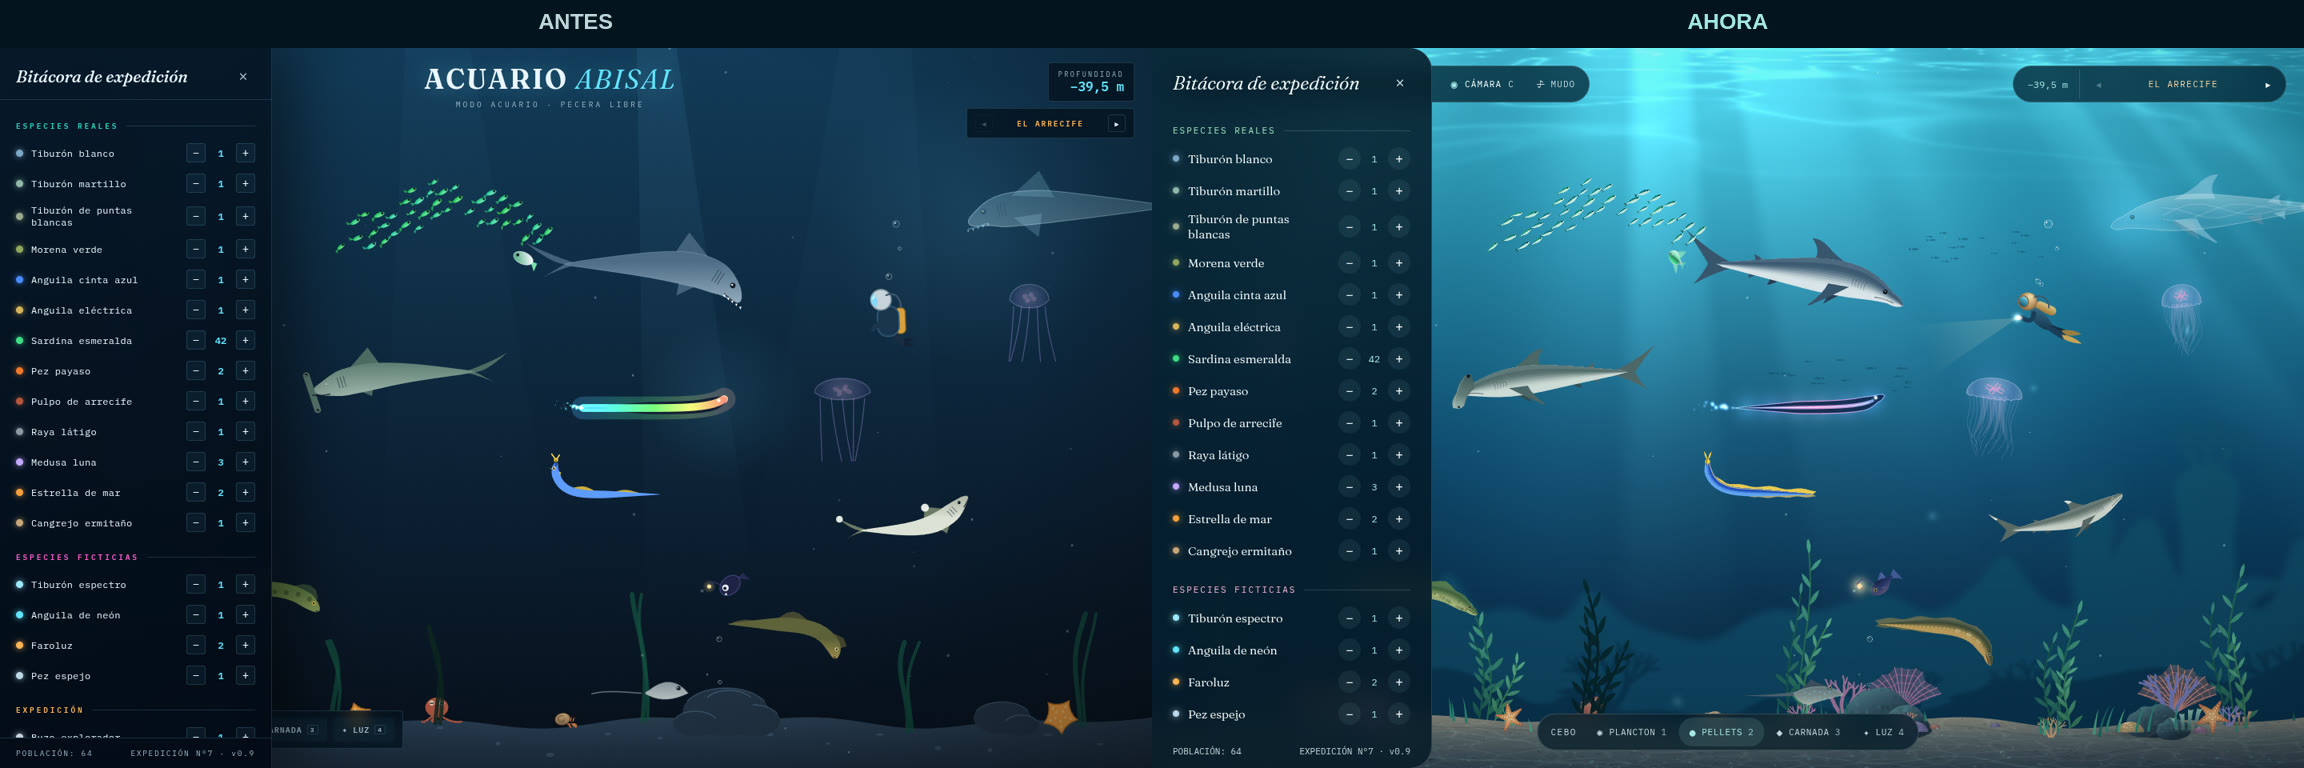 ANTES
Bitácora de expedición ×
ESPECIES REALES
Tiburón blanco − 1 +
Tiburón martillo − 1 +
Tiburón de puntas
blancas − 1 +
Morena verde − 1 +
Anguila cinta azul − 1 +
Anguila eléctrica − 1 +
Sardina esmeralda − 42 +
Pez payaso − 2 +
Pulpo de arrecife − 1 +
Raya látigo − 1 +
Medusa luna − 3 +
Estrella de mar − 2 +
Cangrejo ermitaño − 1 +
ESPECIES FICTICIAS
Tiburón espectro − 1 +
Anguila de neón − 1 +
Faroluz − 2 +
Pez espejo − 1 +
EXPEDICIÓN
POBLACIÓN: 64 EXPEDICIÓN Nº7 · v0.9
ACUARIO ABISAL
MODO ACUARIO · PECERA LIBRE
PROFUNDIDAD
−39,5 m
◀ EL ARRECIFE ▶
ARNADA 3 ✦ LUZ 4
AHORA
Bitácora de expedición ×
ESPECIES REALES
Tiburón blanco − 1 +
Tiburón martillo − 1 +
Tiburón de puntas
blancas − 1 +
Morena verde − 1 +
Anguila cinta azul − 1 +
Anguila eléctrica − 1 +
Sardina esmeralda − 42 +
Pez payaso − 2 +
Pulpo de arrecife − 1 +
Raya látigo − 1 +
Medusa luna − 3 +
Estrella de mar − 2 +
Cangrejo ermitaño − 1 +
ESPECIES FICTICIAS
Tiburón espectro − 1 +
Anguila de neón − 1 +
Faroluz − 2 +
Pez espejo − 1 +
POBLACIÓN: 64 EXPEDICIÓN Nº7 · v0.9
◉ CÁMARA C MUDO
−39,5 m ◀ EL ARRECIFE ▶
CEBO PLANCTON 1 ● PELLETS 2 ◆ CARNADA 3 ✦ LUZ 4